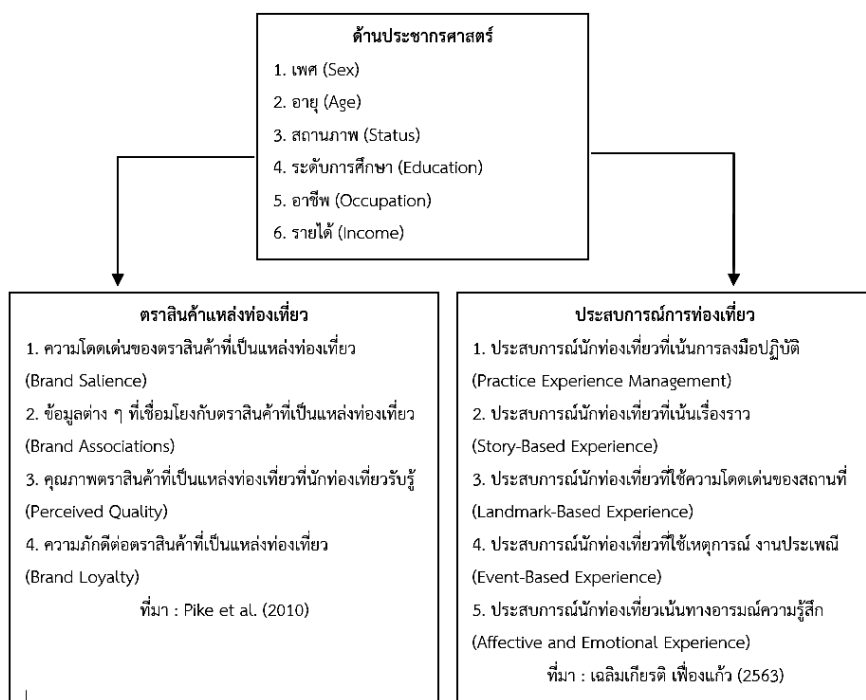 ด้านประชากรศาสตร์
1. เพศ (Sex)
2. อายุ (Age)
3. สถานภาพ (Status)
4. ระดับการศึกษา (Education)
5. อาชีพ (Occupation)
6. รายได้ (Income)
ตราสินค้าแหล่งท่องเที่ยว
1. ความโดดเด่นของตราสินค้าที่เป็นแหล่งท่องเที่ยว
(Brand Salience)
2. ข้อมูลต่าง ๆ ที่เชื่อมโยงกับตราสินค้าที่เป็นแหล่งท่องเที่ยว
(Brand Associations)
3. คุณภาพตราสินค้าที่เป็นแหล่งท่องเที่ยวที่นักท่องเที่ยวรับรู้
(Perceived Quality)
4. ความภักดีต่อตราสินค้าที่เป็นแหล่งท่องเที่ยว
(Brand Loyalty)
ที่มา : Pike et al. (2010)
ประสบการณ์การท่องเที่ยว
1. ประสบการณ์นักท่องเที่ยวที่เน้นการลงมือปฏิบัติ
(Practice Experience Management)
2. ประสบการณ์นักท่องเที่ยวที่เน้นเรื่องราว
(Story-Based Experience)
3. ประสบการณ์นักท่องเที่ยวที่ใช้ความโดดเด่นของสถานที่
(Landmark-Based Experience)
4. ประสบการณ์นักท่องเที่ยวที่ใช้เหตุการณ์ งานประเพณี
(Event-Based Experience)
5. ประสบการณ์นักท่องเที่ยวเน้นทางอารมณ์ความรู้สึก
(Affective and Emotional Experience)
ที่มา : เฉลิมเกียรติ เฟื่องแก้ว (2563)